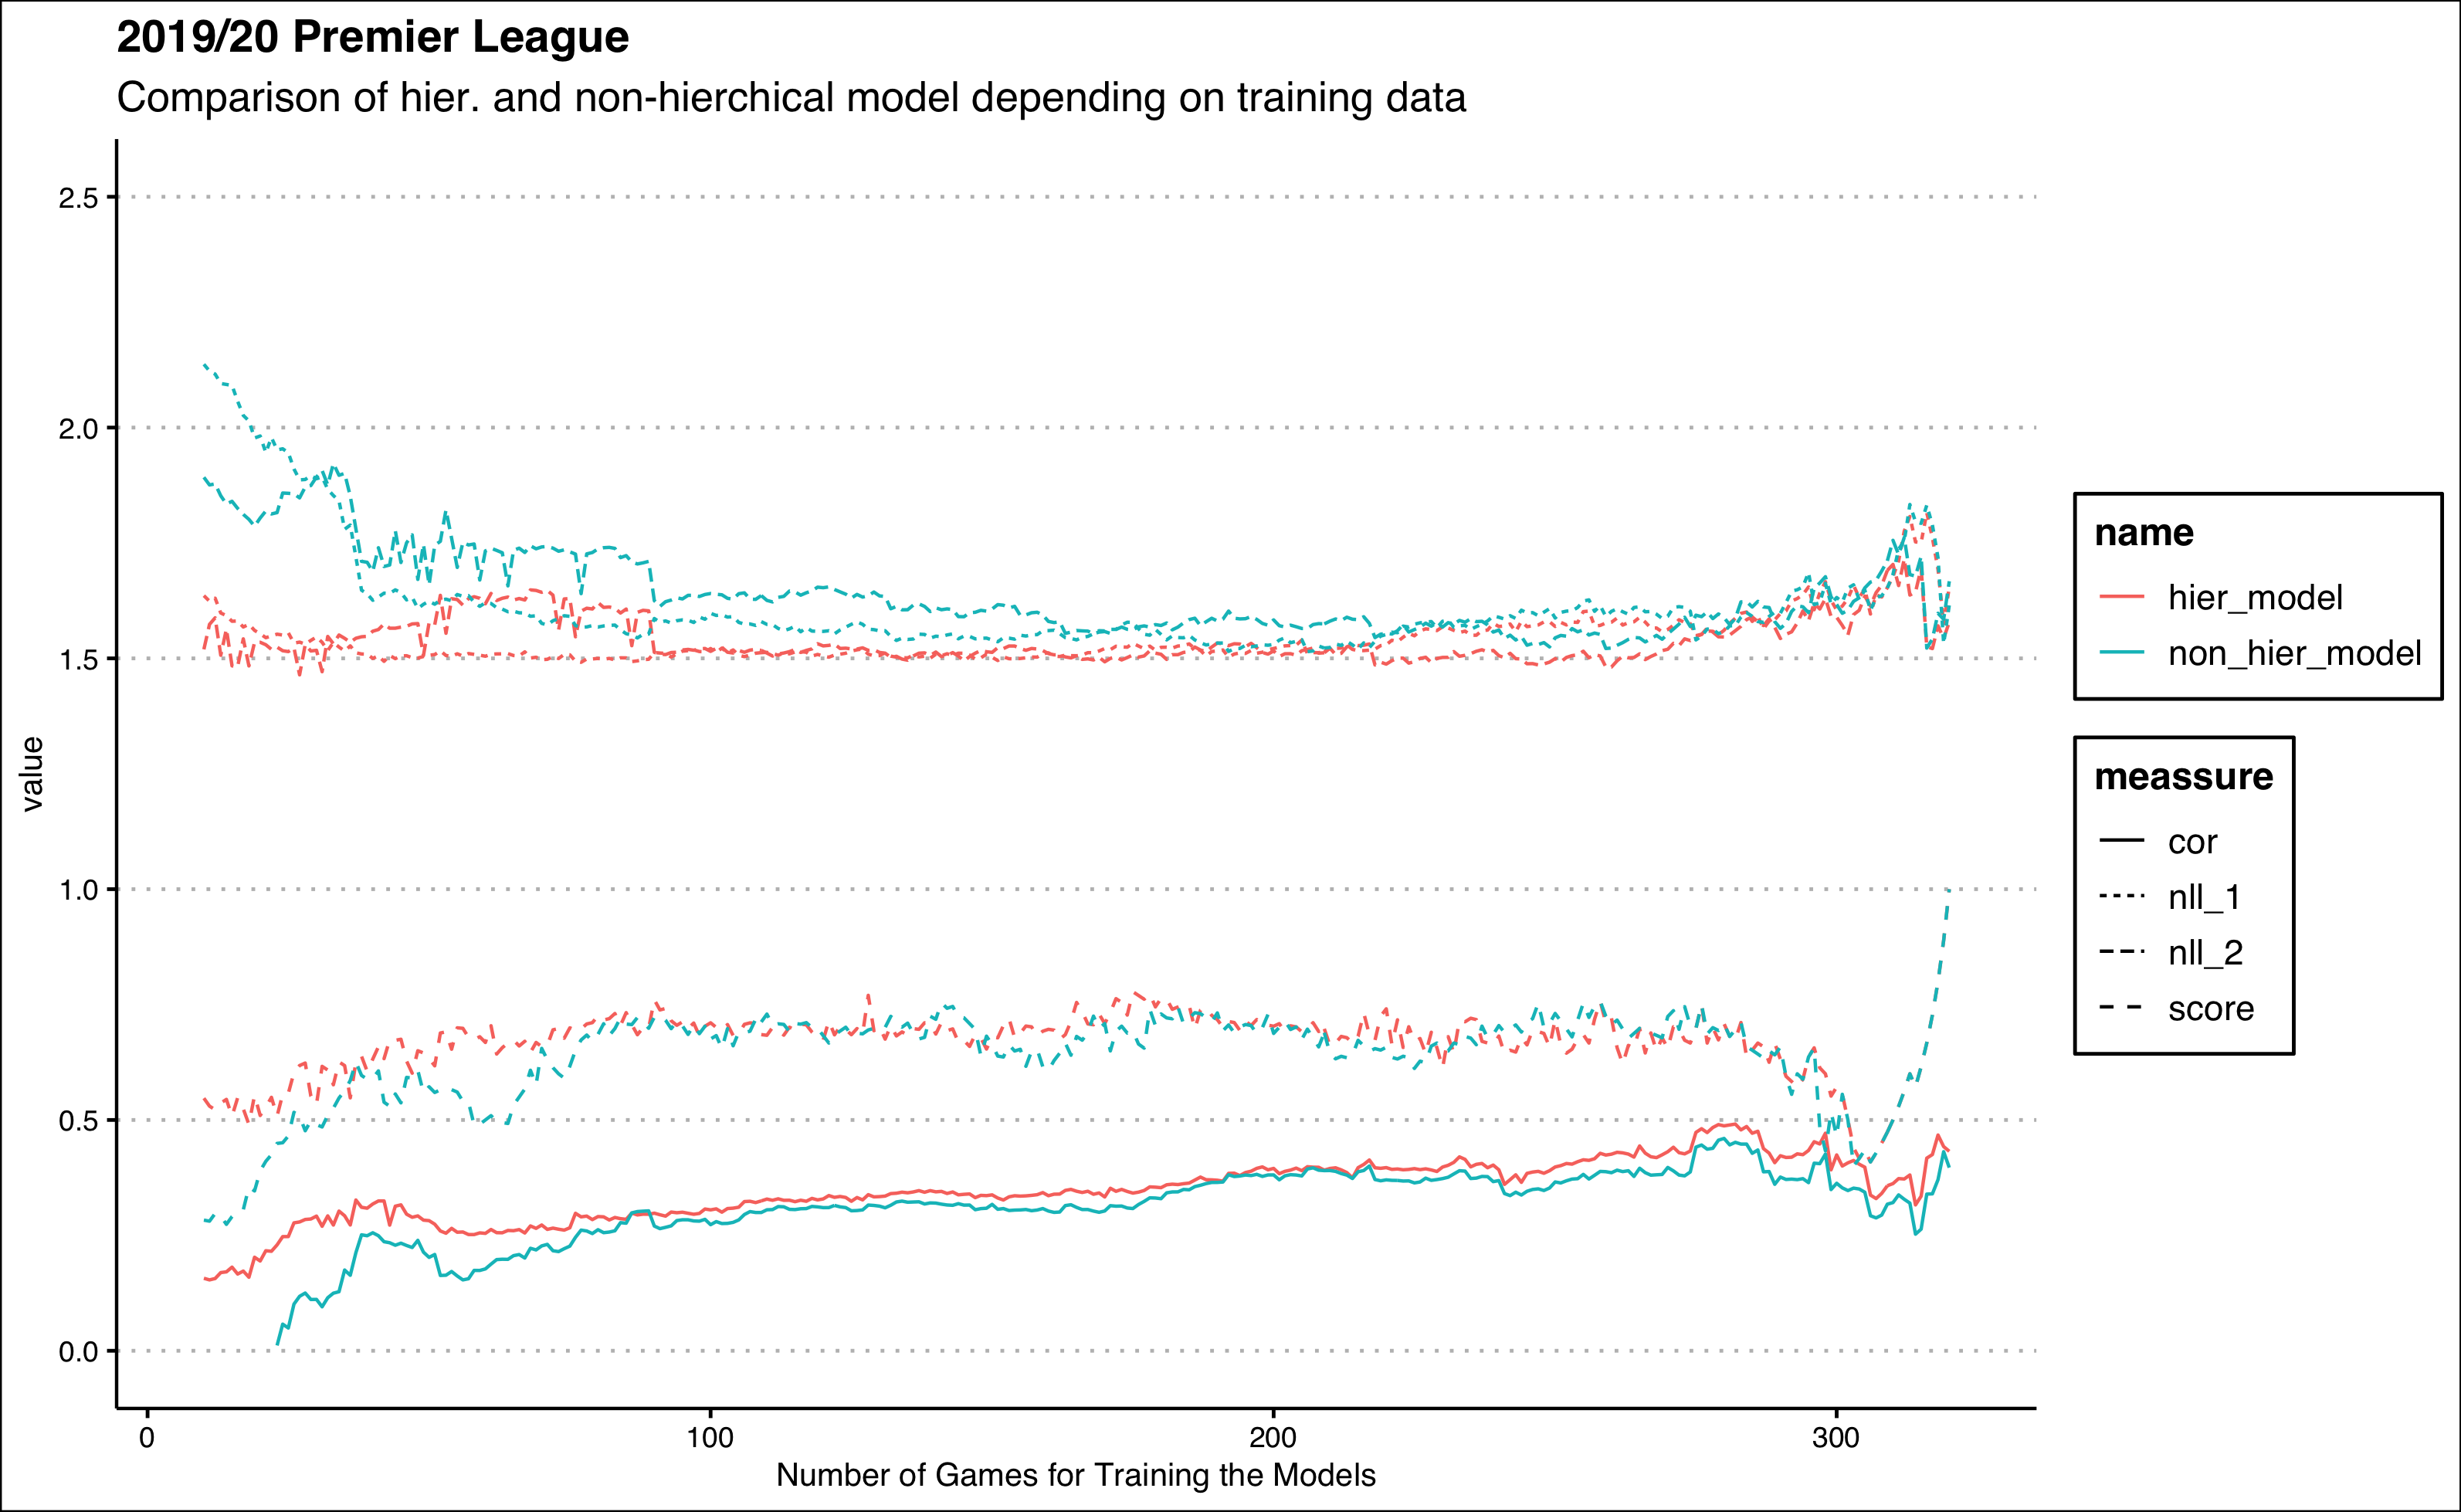 2019/20 Premier League
Comparison of hier. and non-hierchical model depending on training data
2.5
2.0
1.5
1.0
0.5
0.0
value
0 100 200 300
Number of Games for Training the Models
name
hier_model
non_hier_model
meassure
cor
nll_1
nll_2
score